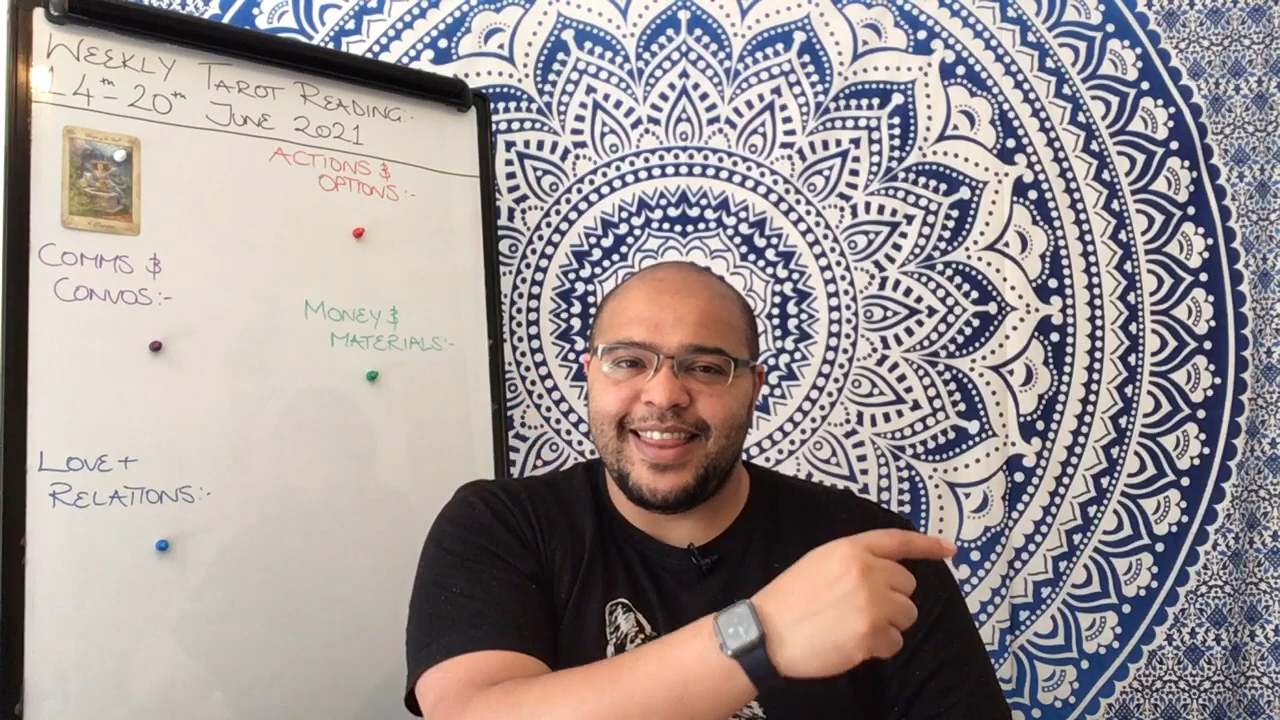 WEEKLY TAROT READING:-
14th - 20th JUNE 2021
ACTIONS &
OPTIONS:-
COMMS &
CONVOS:-
MONEY &
MATERIALS:-
LOVE +
RELATIONS:-